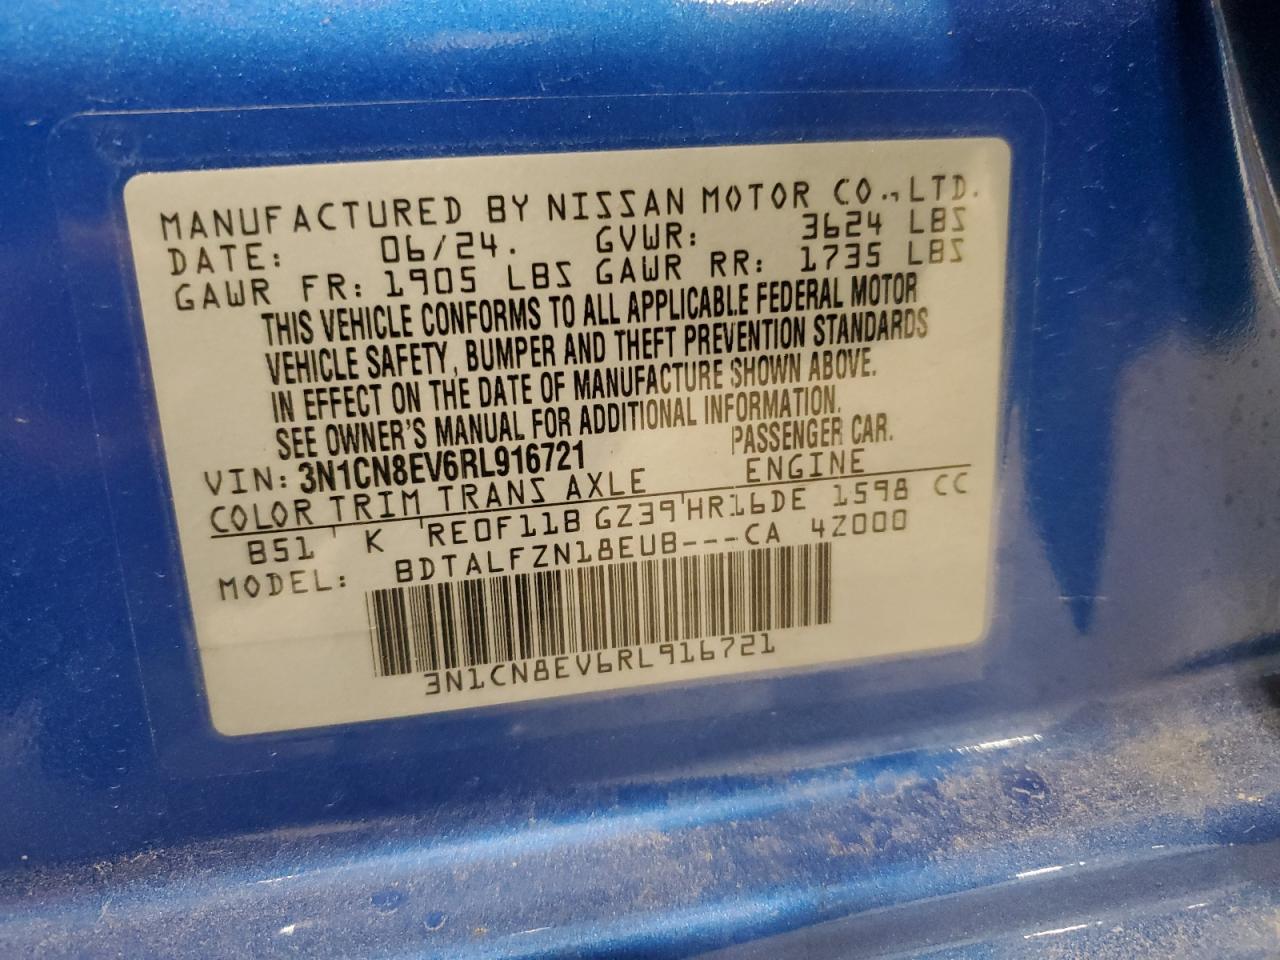 MANUFACTURED BY NISSAN MOTOR CO., LTD.
DATE: 06/24. GVWR: 3624 LBS
GAWR FR: 1905 LBS GAWR RR: 1735 LBS
THIS VEHICLE CONFORMS TO ALL APPLICABLE FEDERAL MOTOR
VEHICLE SAFETY, BUMPER AND THEFT PREVENTION STANDARDS
IN EFFECT ON THE DATE OF MANUFACTURE SHOWN ABOVE.
SEE OWNER'S MANUAL FOR ADDITIONAL INFORMATION.
VIN: 3N1CN8EV6RL916721 PASSENGER CAR.
COLOR TRIM TRANS AXLE ENGINE
B51 K RE0F11B GZ39 HR16DE 1598 CC
MODEL: BDTALFZN18EUB---CA 4Z000
3N1CN8EV6RL916721